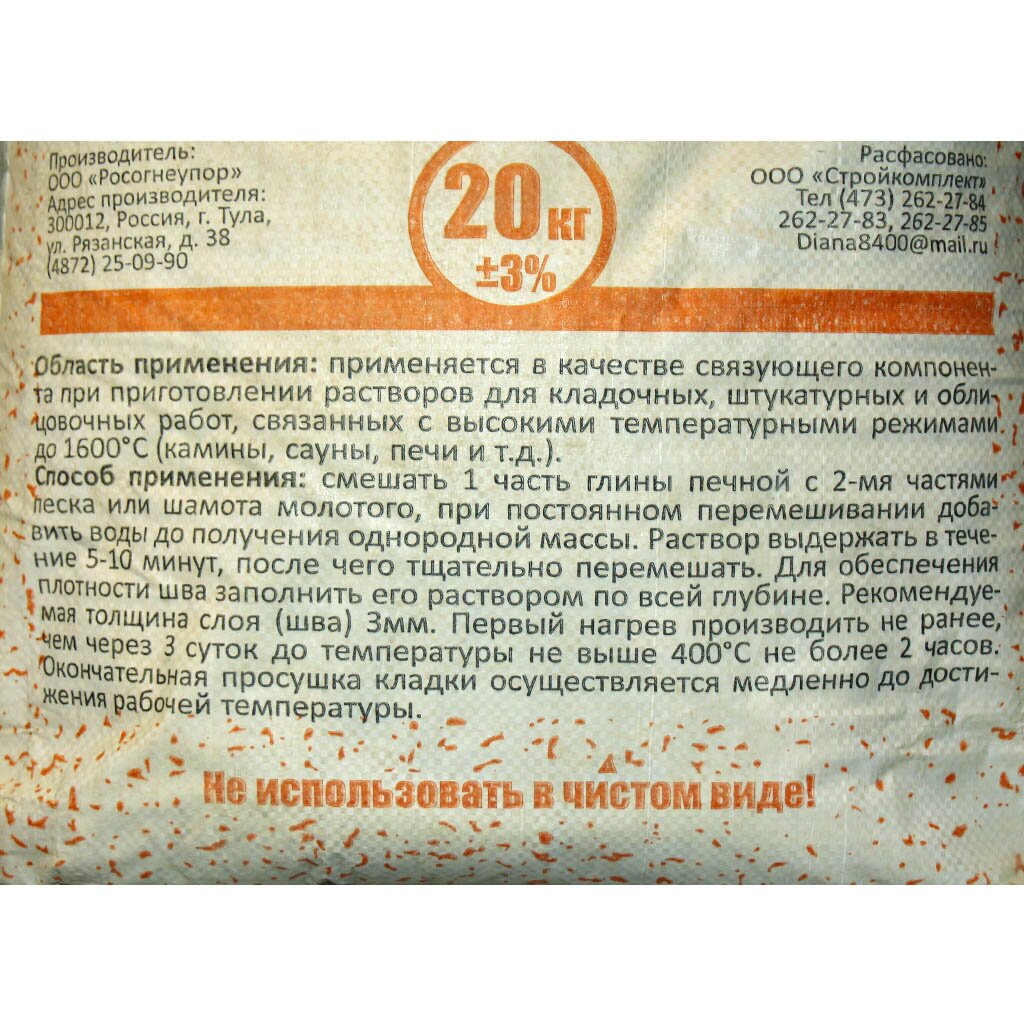 Производитель:
ООО «Росогнеупор»
Адрес производителя:
300012, Россия, г. Тула,
ул. Рязанская, д. 38
(4872) 25-09-90
20 кг
±3%
Расфасовано:
ООО «Стройкомплект»
Тел (473) 262-27-84
262-27-83, 262-27-85
Diana8400@mail.ru
Область применения: применяется в качестве связующего компонен-
та при приготовлении растворов для кладочных, штукатурных и обли-
цовочных работ, связанных с высокими температурными режимами
до 1600°С (камины, сауны, печи и т.д.).
Способ применения: смешать 1 часть глины печной с 2-мя частями
песка или шамота молотого, при постоянном перемешивании доба-
вить воды до получения однородной массы. Раствор выдержать в тече-
ние 5-10 минут, после чего тщательно перемешать. Для обеспечения
плотности шва заполнить его раствором по всей глубине. Рекомендуе-
мая толщина слоя (шва) 3мм. Первый нагрев производить не ранее,
чем через 3 суток до температуры не выше 400°С не более 2 часов.
Окончательная просушка кладки осуществляется медленно до дости-
жения рабочей температуры.
Не использовать в чистом виде!